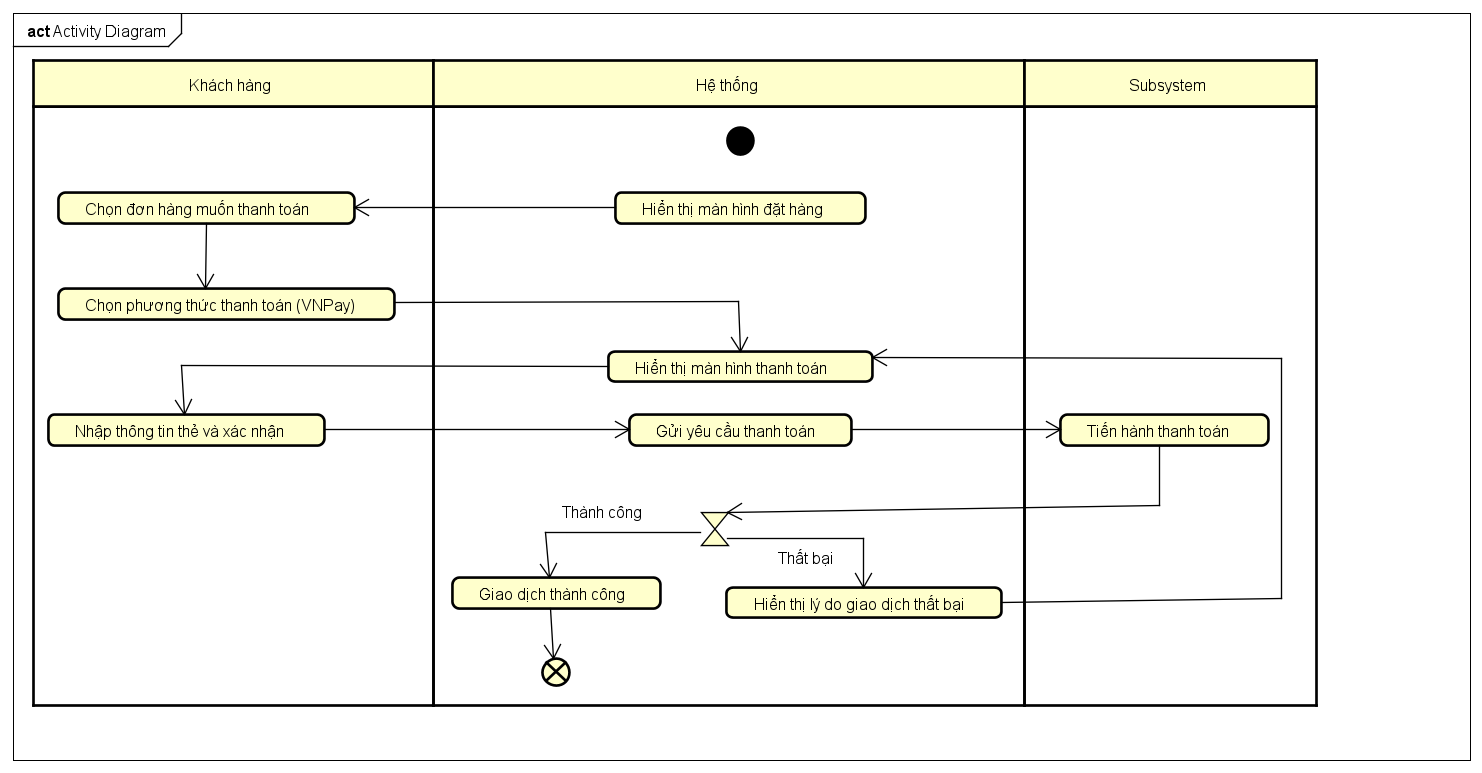 act Activity Diagram
Khách hàng
Hệ thống
Subsystem
Chọn đơn hàng muốn thanh toán
Hiển thị màn hình đặt hàng
Chọn phương thức thanh toán (VNPay)
Hiển thị màn hình thanh toán
Nhập thông tin thẻ và xác nhận
Gửi yêu cầu thanh toán
Tiến hành thanh toán
Thành công
Thất bại
Giao dịch thành công
Hiển thị lý do giao dịch thất bại